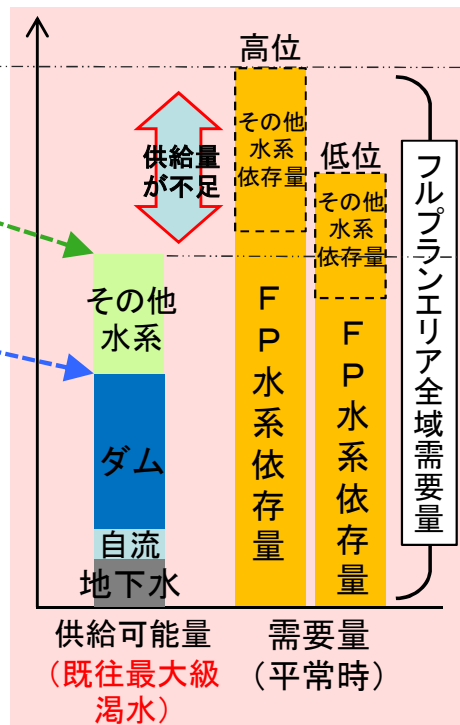 高位
その他
水系
依存量
供給量
が不足
低位
その他
水系
依存量
その他
水系
ダム
自流
地下水
ＦＰ水系依存量
ＦＰ水系依存量
フルプランエリア全域需要量
供給可能量
（既往最大級
渇水）
需要量
（平常時）